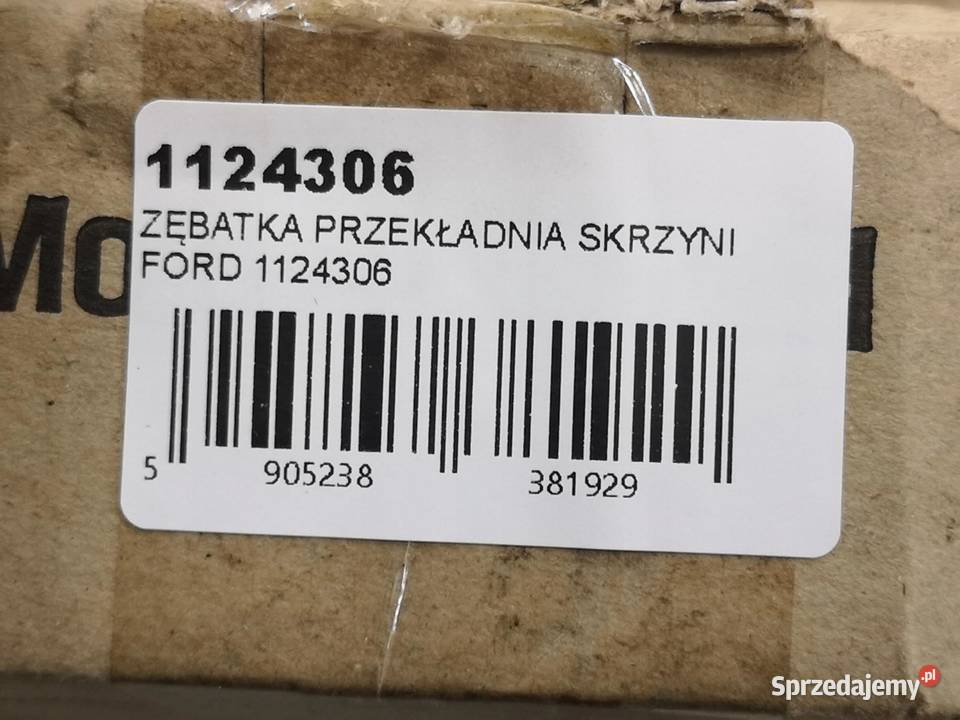 1124306
ZĘBATKA PRZEKŁADNIA SKRZYNI
FORD 1124306
5 905238 381929
Sprzedajemy.pl